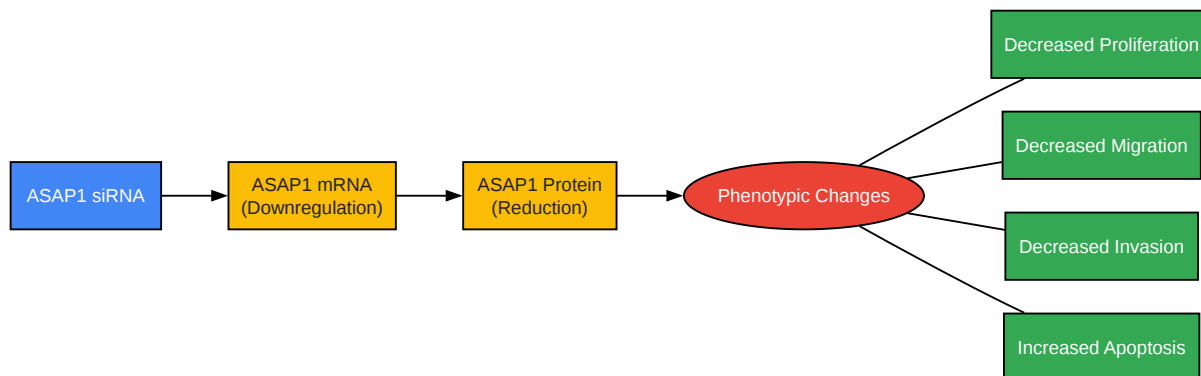 ASAP1 siRNA
ASAP1 mRNA
(Downregulation)
ASAP1 Protein
(Reduction)
Phenotypic Changes
Decreased Proliferation
Decreased Migration
Decreased Invasion
Increased Apoptosis